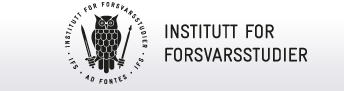 INSTITUTT FOR FORSVARSSTUDIER
· IFS · AD FONTES · IFS ·
INSTITUTT FOR
FORSVARSSTUDIER